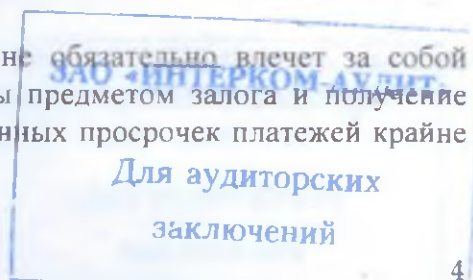 не обязательно влечет за собой
ЗАО «ИНТЕРКОМ-АУДИТ»
ы предметом залога и получение
нных просрочек платежей крайне
Для аудиторских
заключений
4